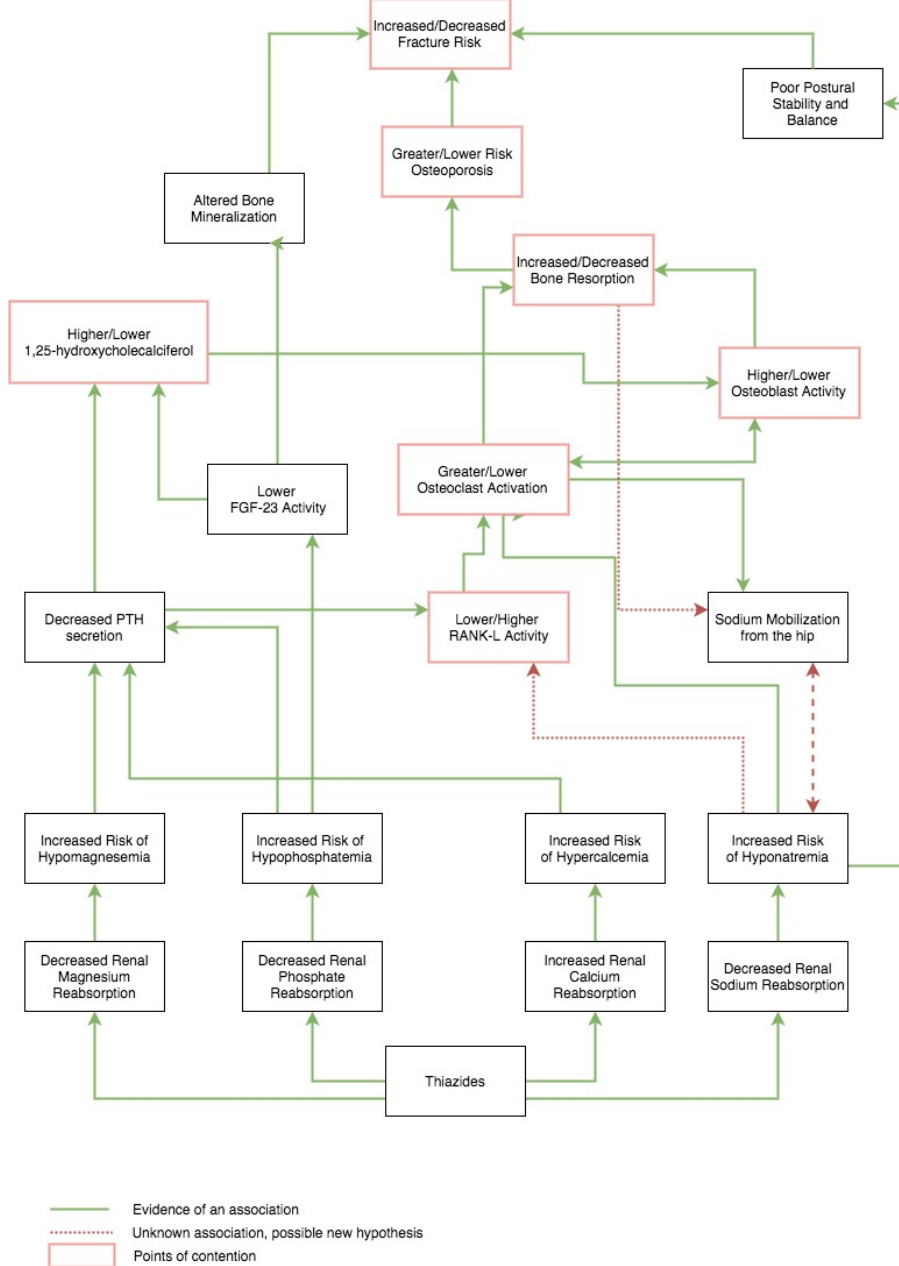 Increased/Decreased
Fracture Risk
Poor Postural
Stability and
Balance
Greater/Lower Risk
Osteoporosis
Altered Bone
Mineralization
Increased/Decreased
Bone Resorption
Higher/Lower
1,25-hydroxycholecalciferol
Higher/Lower
Osteoblast Activity
Greater/Lower
Osteoclast Activation
Lower
FGF-23 Activity
Decreased PTH
secretion
Lower/Higher
RANK-L Activity
Sodium Mobilization
from the hip
Increased Risk of
Hypomagnesemia
Increased Risk of
Hypophosphatemia
Increased Risk
of Hypercalcemia
Increased Risk
of Hyponatremia
Decreased Renal
Magnesium
Reabsorption
Decreased Renal
Phosphate
Reabsorption
Increased Renal
Calcium
Reabsorption
Decreased Renal
Sodium Reabsorption
Thiazides
Evidence of an association
Unknown association, possible new hypothesis
Points of contention